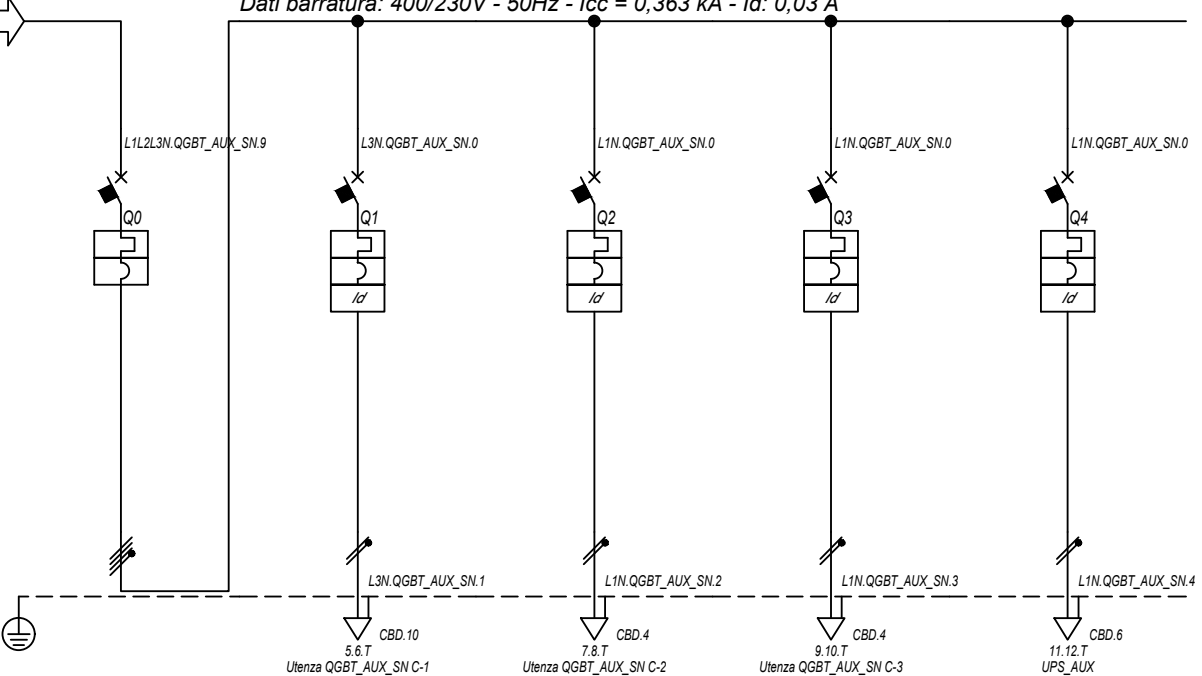 Dati barratura: 400/230V - 50Hz - Icc = 0,363 kA - Id: 0,03 A
L1L2L3N.QGBT_AUX_SN.9
L3N.QGBT_AUX_SN.0
L1N.QGBT_AUX_SN.0
L1N.QGBT_AUX_SN.0
L1N.QGBT_AUX_SN.0
Q0
Q1
Q2
Q3
Q4
Id
Id
Id
Id
L3N.QGBT_AUX_SN.1
L1N.QGBT_AUX_SN.2
L1N.QGBT_AUX_SN.3
L1N.QGBT_AUX_SN.4
CBD.10
CBD.4
CBD.4
CBD.6
5.6.T
7.8.T
9.10.T
11.12.T
Utenza QGBT_AUX_SN C-1
Utenza QGBT_AUX_SN C-2
Utenza QGBT_AUX_SN C-3
UPS_AUX